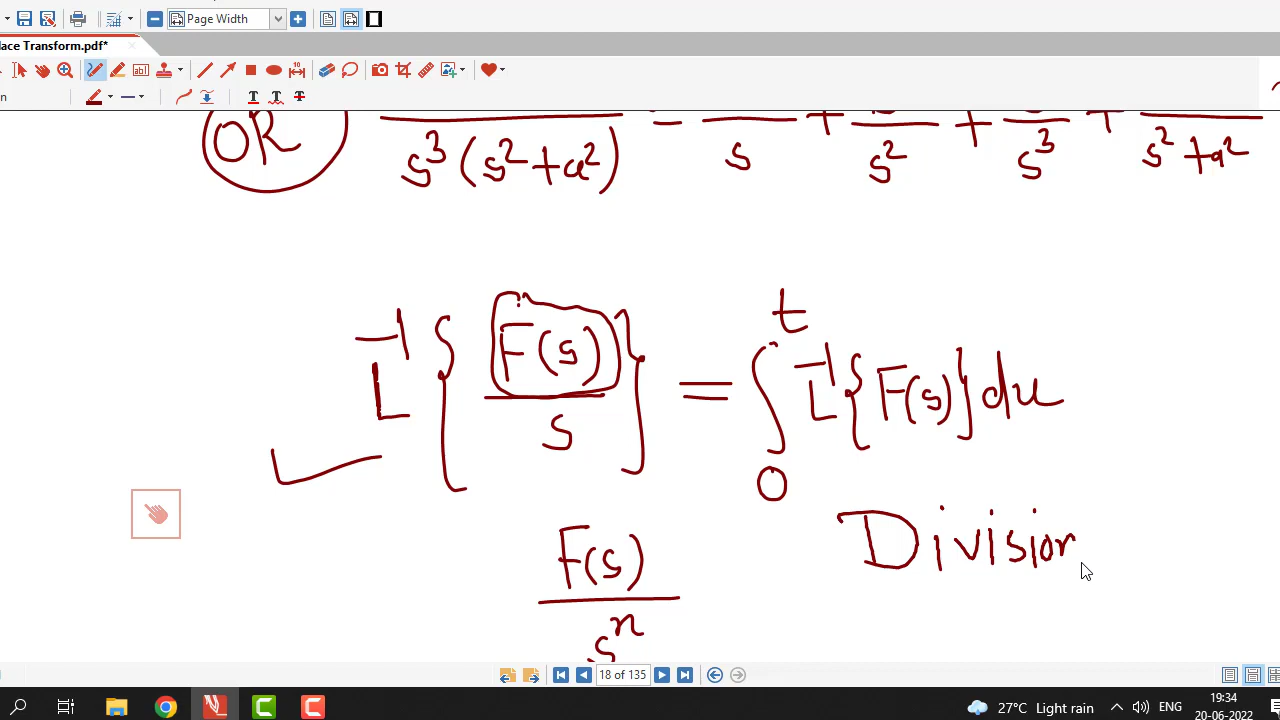 Page Width
lace Transform.pdf*
OR
s³(s²+a²) = s + s² + s³ + s²+a²
L⁻¹{F(s)/s} = ∫₀ᵗ L⁻¹{F(s)}du
Division
F(s)/sⁿ
18 of 135
27°C Light rain
ENG
19:34
20-06-2022